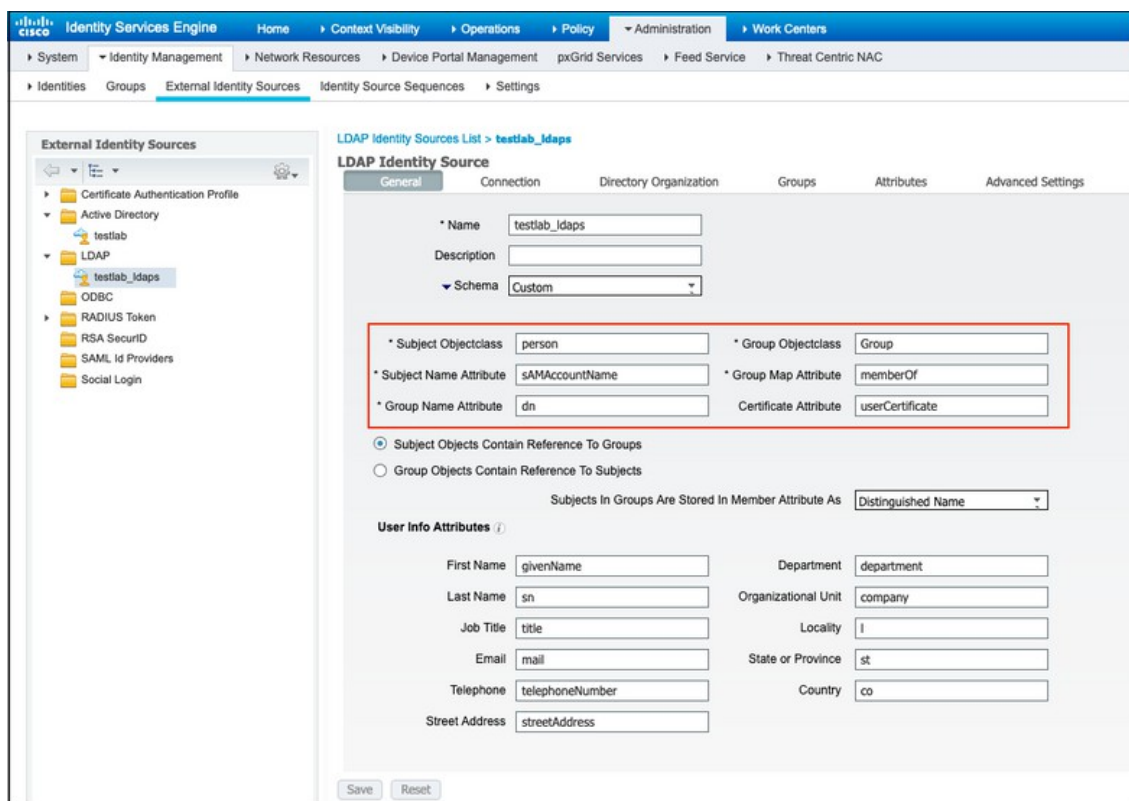 cisco Identity Services Engine Home Context Visibility Operations Policy Administration Work Centers
System Identity Management Network Resources Device Portal Management pxGrid Services Feed Service Threat Centric NAC
Identities Groups External Identity Sources Identity Source Sequences Settings
External Identity Sources
Certificate Authentication Profile
Active Directory
testlab
LDAP
testlab_ldaps
ODBC
RADIUS Token
RSA SecurID
SAML Id Providers
Social Login
LDAP Identity Sources List > testlab_ldaps
LDAP Identity Source
General Connection Directory Organization Groups Attributes Advanced Settings
* Name testlab_ldaps
Description
Schema Custom
* Subject Objectclass person * Group Objectclass Group
* Subject Name Attribute sAMAccountName * Group Map Attribute memberOf
* Group Name Attribute dn Certificate Attribute userCertificate
Subject Objects Contain Reference To Groups
Group Objects Contain Reference To Subjects
Subjects In Groups Are Stored In Member Attribute As Distinguished Name
User Info Attributes i
First Name givenName Department department
Last Name sn Organizational Unit company
Job Title title Locality l
Email mail State or Province st
Telephone telephoneNumber Country co
Street Address streetAddress
Save Reset